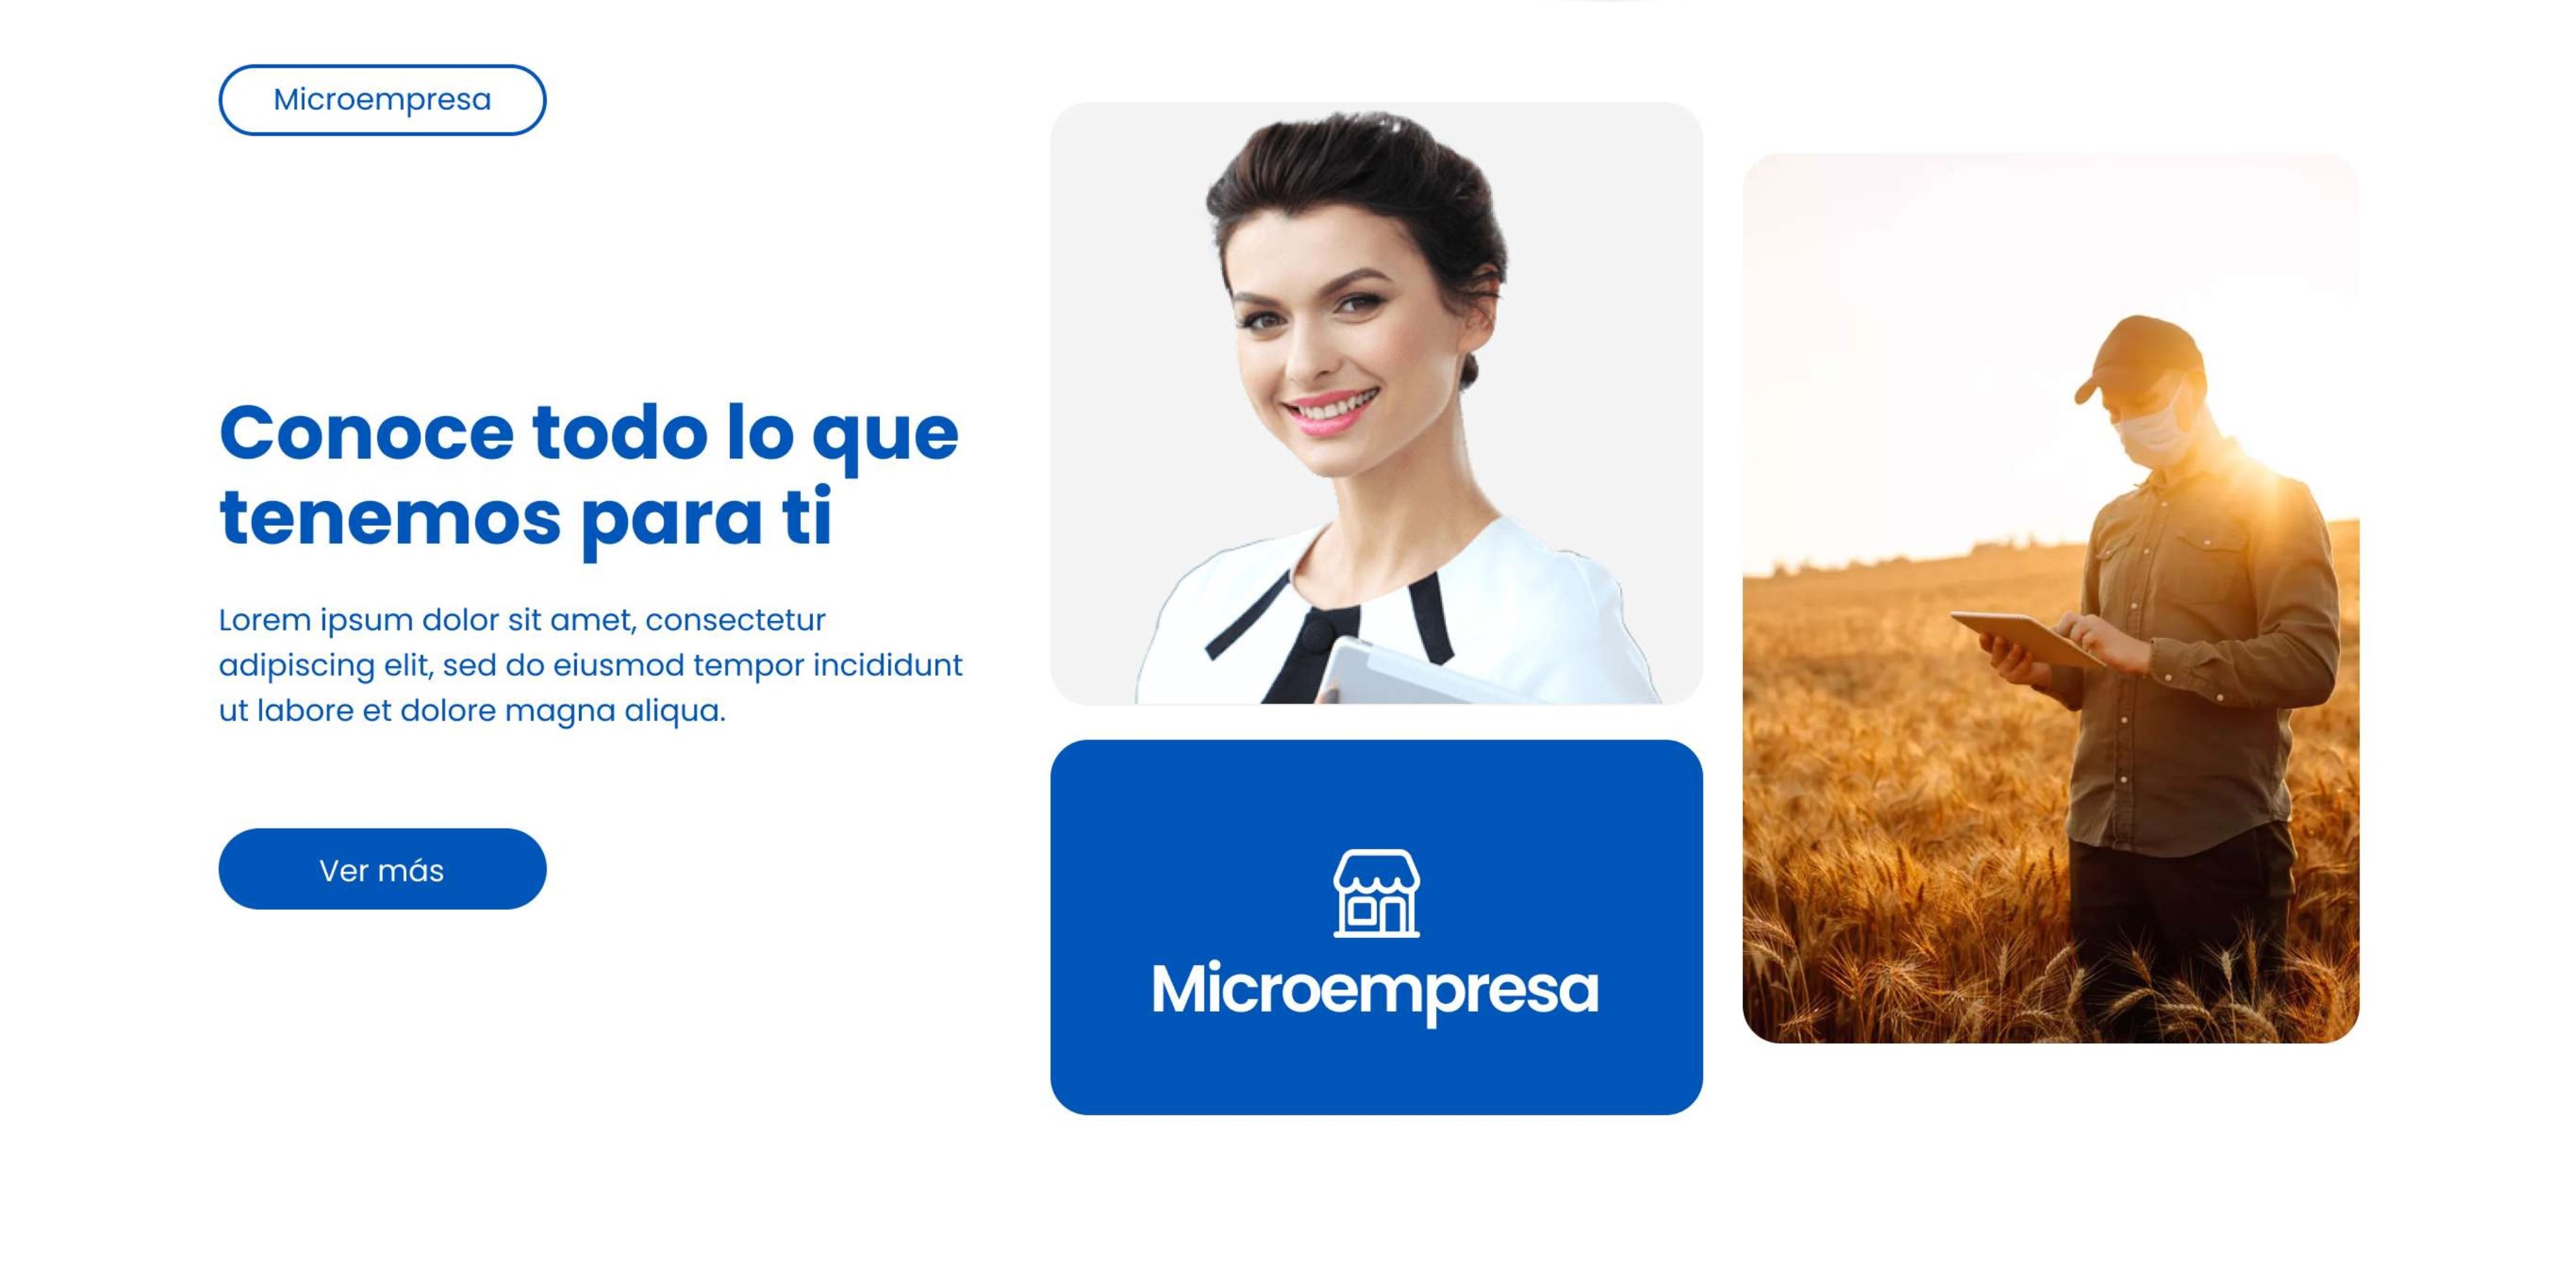 Microempresa
Conoce todo lo que
tenemos para ti
Lorem ipsum dolor sit amet, consectetur
adipiscing elit, sed do eiusmod tempor incididunt
ut labore et dolore magna aliqua.
Ver más
Microempresa